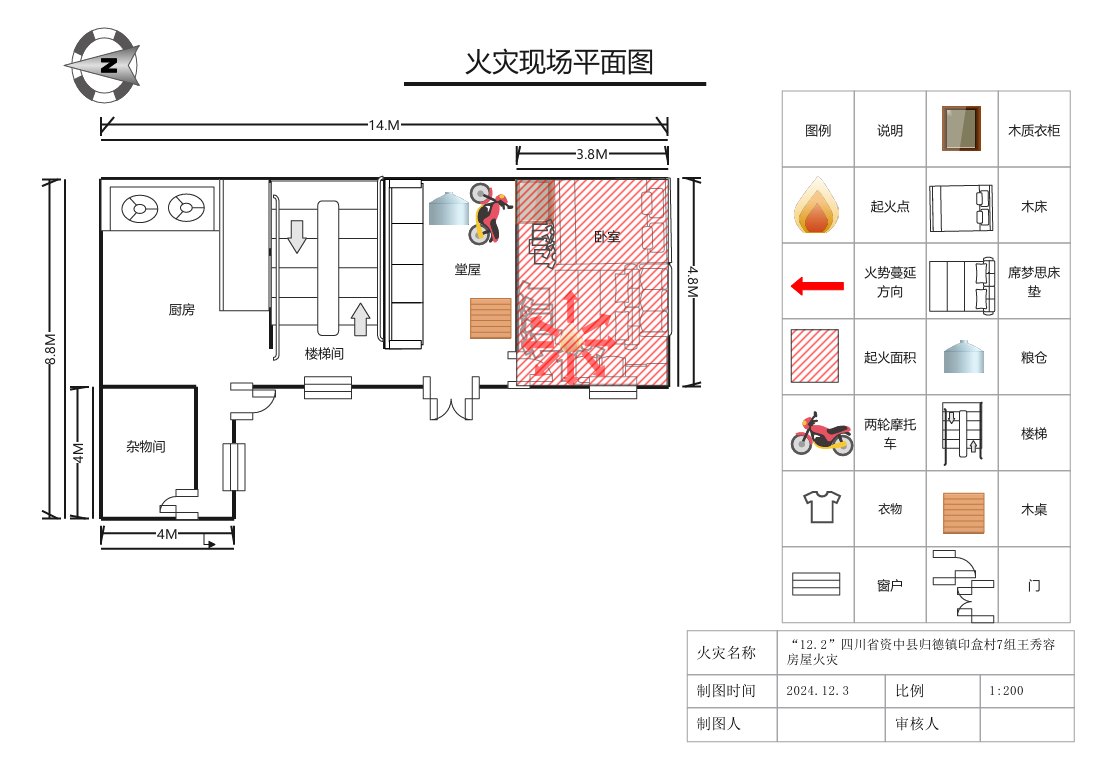 N
火灾现场平面图
14.M
3.8M
8.8M
4M
4.8M
4M
厨房
楼梯间
堂屋
卧室
杂物间
图例
说明
木质衣柜
起火点
木床
火势蔓延
方向
席梦思床
垫
起火面积
粮仓
两轮摩托
车
楼梯
衣物
木桌
窗户
门
火灾名称
“12.2”四川省资中县归德镇印盒村7组王秀容
房屋火灾
制图时间
2024.12.3
比例
1:200
制图人
审核人